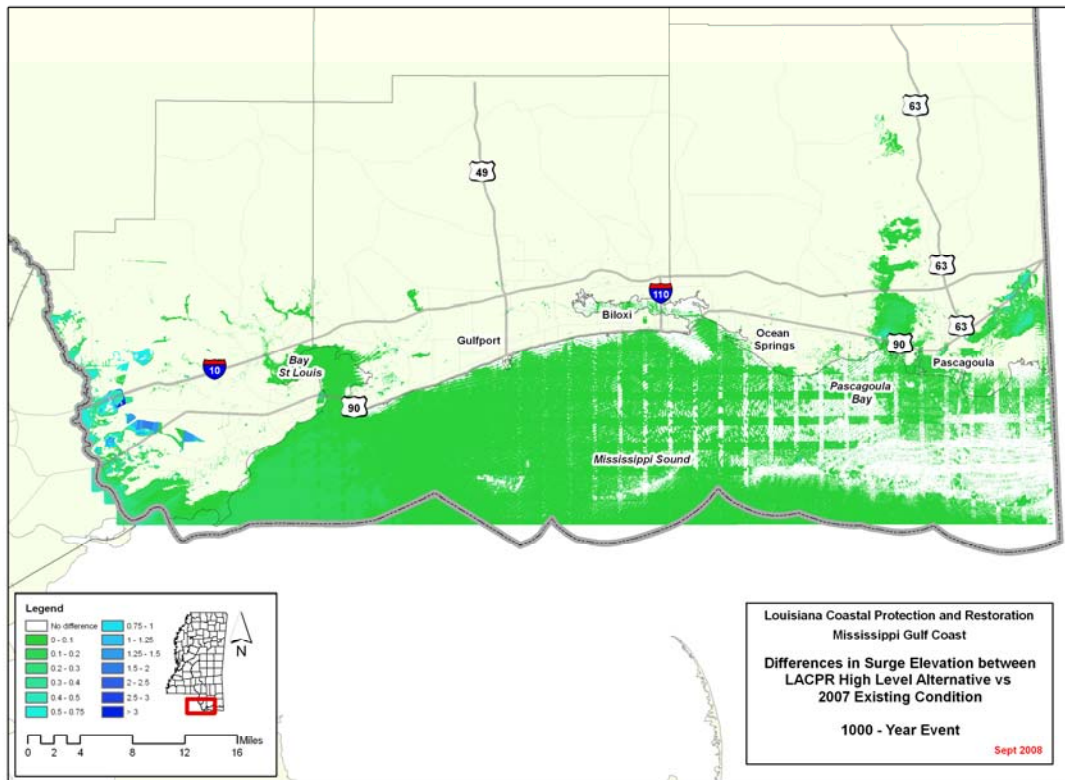 63
49
63
110
Biloxi
Gulfport
Ocean
Springs
63
90
Bay
St Louis
10
Pascagoula
90
Pascagoula
Bay
Mississippi Sound
Legend
No difference
0 - 0.1
0.1 - 0.2
0.2 - 0.3
0.3 - 0.4
0.4 - 0.5
0.5 - 0.75
0.75 - 1
1 - 1.25
1.25 - 1.5
1.5 - 2
2 - 2.5
2.5 - 3
> 3
N
Miles
0 2 4 8 12 16
Louisiana Coastal Protection and Restoration
Mississippi Gulf Coast
Differences in Surge Elevation between
LACPR High Level Alternative vs
2007 Existing Condition
1000 - Year Event
Sept 2008